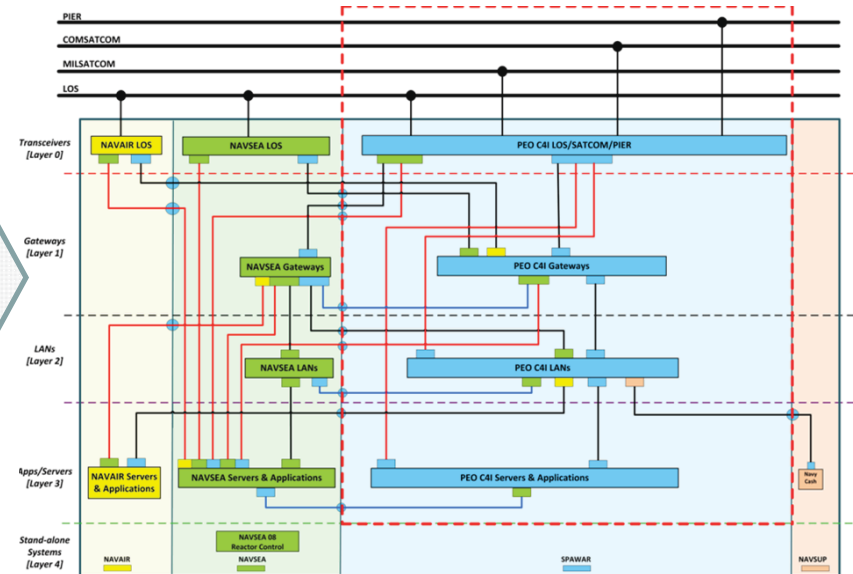 PIER
COMSATCOM
MILSATCOM
LOS
Transceivers
[Layer 0]
NAVAIR LOS
NAVSEA LOS
PEO C4I LOS/SATCOM/PIER
Gateways
[Layer 1]
NAVSEA Gateways
PEO C4I Gateways
LANs
[Layer 2]
NAVSEA LANs
PEO C4I LANs
Apps/Servers
[Layer 3]
NAVAIR Servers
& Applications
NAVSEA Servers & Applications
PEO C4I Servers & Applications
Navy
Cash
Stand-alone
Systems
[Layer 4]
NAVSEA 08
Reactor Control
NAVAIR
NAVSEA
SPAWAR
NAVSUP